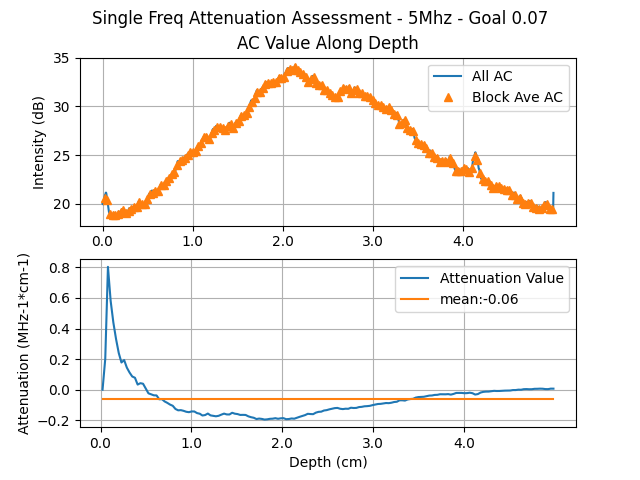 Single Freq Attenuation Assessment - 5Mhz - Goal 0.07
AC Value Along Depth
35
30
25
20
Intensity (dB)
All AC
Block Ave AC
0.0 1.0 2.0 3.0 4.0
0.8
0.6
0.4
0.2
0.0
−0.2
Attenuation (MHz-1*cm-1)
Attenuation Value
mean:-0.06
0.0 1.0 2.0 3.0 4.0
Depth (cm)